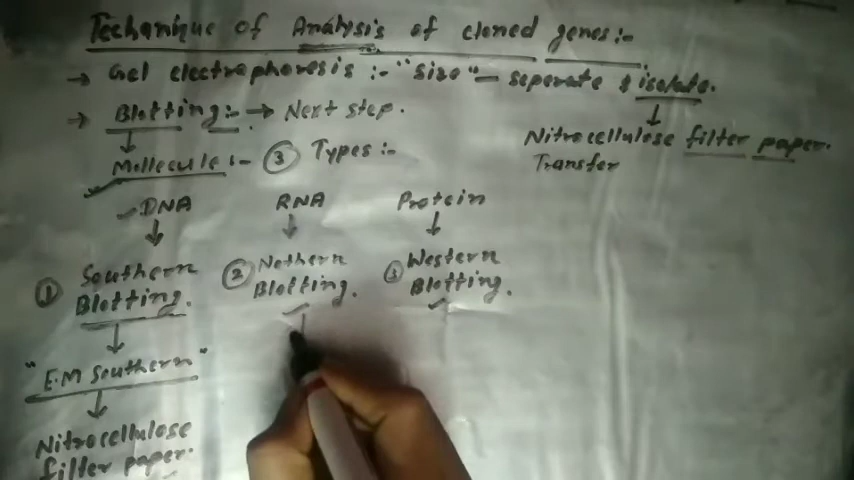 Technique of Analysis of cloned genes:-
→ Gel electrophoresis :- "size" - seperate & isolate.
↓
Nitrocellulose filter paper.
Transfer
→ Blotting:- → Next step.
↓
Molecule :- ③ Types :-
DNA RNA Protein
↓ ↓ ↓
① Southern Blotting.
② Nothern Blotting.
③ Western Blotting.
↓
"E.M Southern"
↓
Nitrocellulose
filter paper.